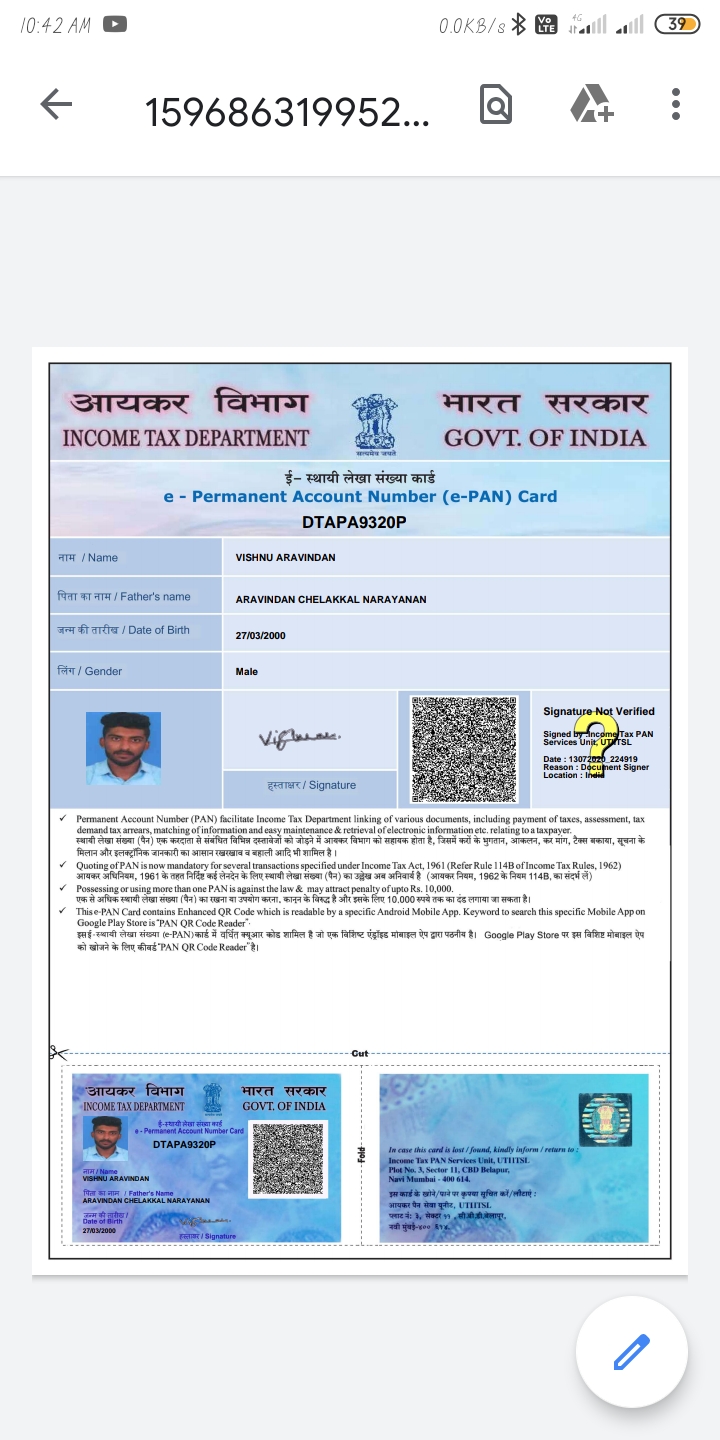 10:42 AM
0.0KB/s
Vo LTE
4G
39
159686319952...
आयकर विभाग
भारत सरकार
INCOME TAX DEPARTMENT
GOVT. OF INDIA
सत्यमेव जयते
ई- स्थायी लेखा संख्या कार्ड
e - Permanent Account Number (e-PAN) Card
DTAPA9320P
नाम / Name
VISHNU ARAVINDAN
पिता का नाम / Father's name
ARAVINDAN CHELAKKAL NARAYANAN
जन्म की तारीख / Date of Birth
27/03/2000
लिंग / Gender
Male
हस्ताक्षर / Signature
Signature Not Verified
Signed by :Income Tax PAN
Services Unit, UTIITSL
Date : 13072020_224919
Reason : Document Signer
Location : India
✓ Permanent Account Number (PAN) facilitate Income Tax Department linking of various documents, including payment of taxes, assessment, tax
demand tax arrears, matching of information and easy maintenance & retrieval of electronic information etc. relating to a taxpayer.
स्थायी लेखा संख्या (पैन) एक करदाता से संबंधित विभिन्न दस्तावेजों को जोड़ने में आयकर विभाग को सहायक होता है, जिसमें करों के भुगतान, आकलन, कर मांग, टैक्स बकाया, सूचना के
मिलान और इलक्ट्रॉनिक जानकारी का आसान रखरखाव व बहाली आदि भी शामिल है ।
✓ Quoting of PAN is now mandatory for several transactions specified under Income Tax Act, 1961 (Refer Rule 114B of Income Tax Rules, 1962)
आयकर अधिनियम, 1961 के तहत निर्दिष्ट कई लेनदेन के लिए स्थायी लेखा संख्या (पैन) का उल्लेख अब अनिवार्य है (आयकर नियम, 1962 के नियम 114B, का संदर्भ लें)
✓ Possessing or using more than one PAN is against the law & may attract penalty of upto Rs. 10,000.
एक से अधिक स्थायी लेखा संख्या (पैन) का रखना या उपयोग करना, कानून के विरुद्ध है और इसके लिए 10,000 रुपये तक का दंड लगाया जा सकता है।
✓ This e-PAN Card contains Enhanced QR Code which is readable by a specific Android Mobile App. Keyword to search this specific Mobile App on
Google Play Store is "PAN QR Code Reader".
इस ई-स्थायी लेखा संख्या (e-PAN) कार्ड में वर्धित क्यूआर कोड शामिल है जो एक विशिष्ट एंड्रॉइड मोबाइल ऐप द्वारा पठनीय है। Google Play Store पर इस विशिष्ट मोबाइल ऐप
को खोजने के लिए कीवर्ड "PAN QR Code Reader" है।
Cut
आयकर विभाग
भारत सरकार
INCOME TAX DEPARTMENT
GOVT. OF INDIA
ई-स्थायी लेखा संख्या कार्ड
e - Permanent Account Number Card
DTAPA9320P
नाम / Name
VISHNU ARAVINDAN
पिता का नाम / Father's Name
ARAVINDAN CHELAKKAL NARAYANAN
जन्म की तारीख /
Date of Birth
27/03/2000
हस्ताक्षर / Signature
Fold
In case this card is lost / found, kindly inform / return to :
Income Tax PAN Services Unit, UTIITSL
Plot No. 3, Sector 11, CBD Belapur,
Navi Mumbai - 400 614.
इस कार्ड के खोने/पाने पर कृपया सूचित करें/लौटाएं :
आयकर पैन सेवा यूनीट, UTIITSL
प्लाट नं: ३, सेक्टर ११ , सी.बी.डी.बेलापूर,
नवी मुंबई-४०० ६१४.